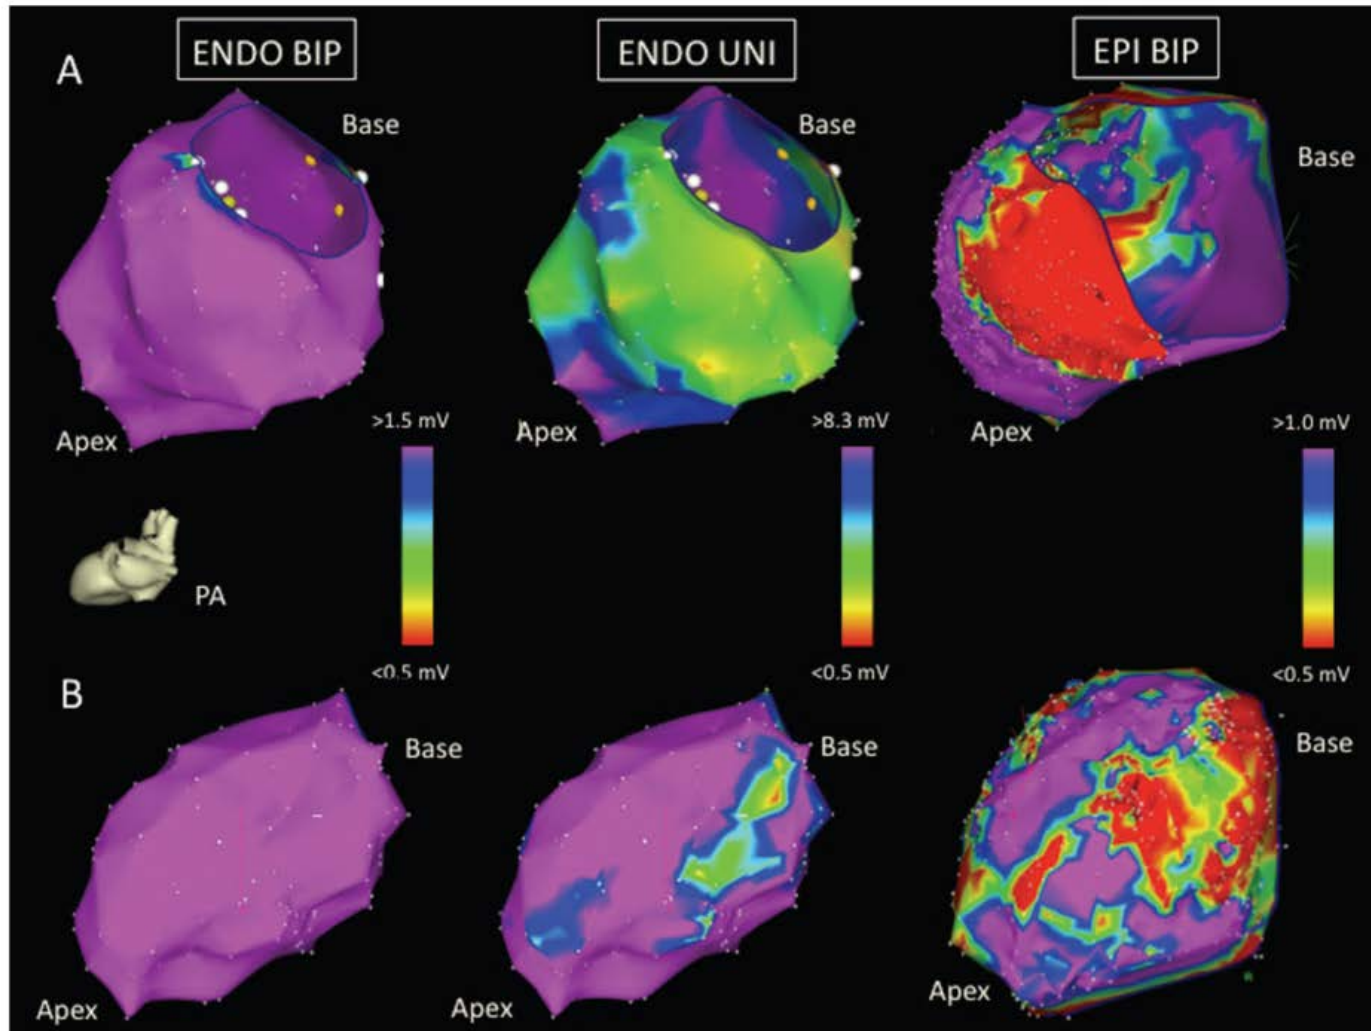 A
ENDO BIP
ENDO UNI
EPI BIP
Base
Base
Base
Apex
Apex
Apex
>1.5 mV
>8.3 mV
>1.0 mV
PA
<0.5 mV
<0.5 mV
<0.5 mV
B
Base
Base
Base
Apex
Apex
Apex